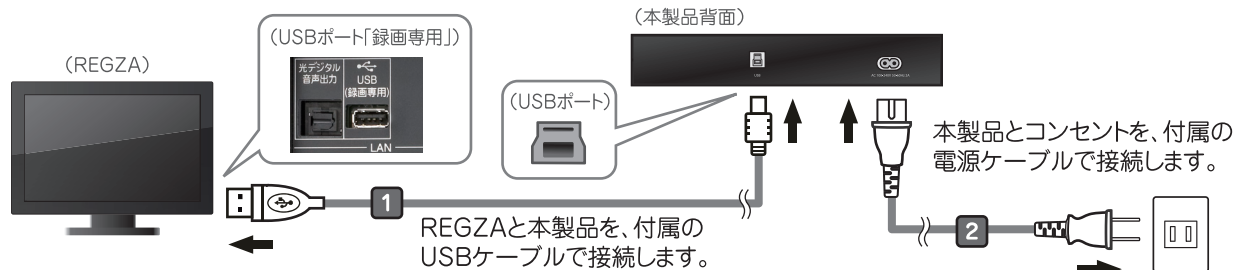 (本製品背面)
(USBポート「録画専用」)
(REGZA)
光デジタル
音声出力
USB
(録画専用)
LAN
(USBポート)
USB
本製品とコンセントを、付属の
電源ケーブルで接続します。
1
REGZAと本製品を、付属の
USBケーブルで接続します。
2